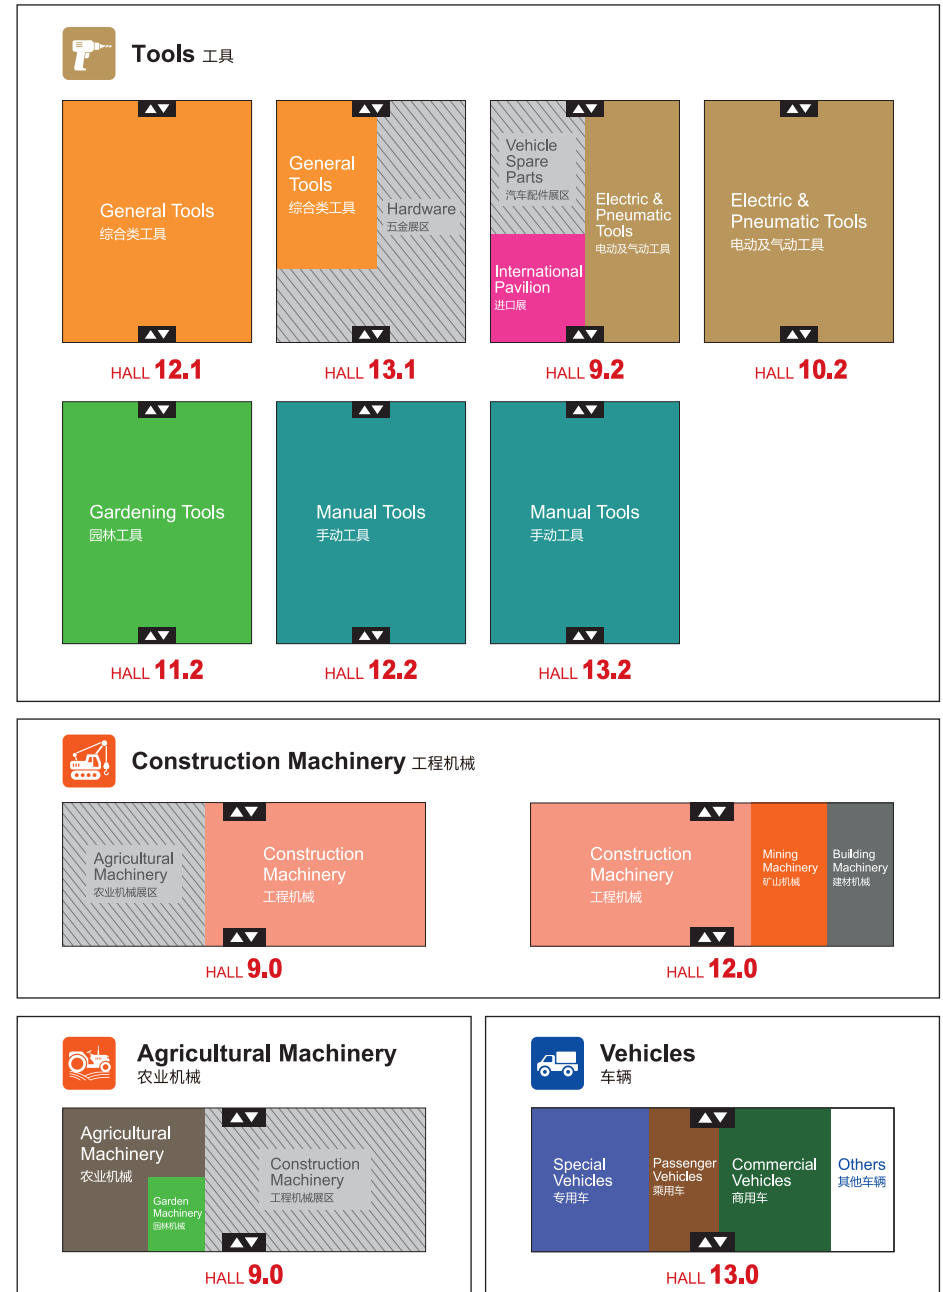 Tools 工具
General Tools
综合类工具
HALL 12.1
General
Tools
综合类工具
Hardware
五金展区
HALL 13.1
Vehicle
Spare
Parts
汽车配件展区
International
Pavilion
进口展
Electric &
Pneumatic
Tools
电动及气动工具
HALL 9.2
Electric &
Pneumatic Tools
电动及气动工具
HALL 10.2
Gardening Tools
园林工具
HALL 11.2
Manual Tools
手动工具
HALL 12.2
Manual Tools
手动工具
HALL 13.2
Construction Machinery 工程机械
Agricultural
Machinery
农业机械展区
Construction
Machinery
工程机械
HALL 9.0
Construction
Machinery
工程机械
Mining
Machinery
矿山机械
Building
Machinery
建材机械
HALL 12.0
Agricultural Machinery
农业机械
Agricultural
Machinery
农业机械
Garden
Machinery
园林机械
Construction
Machinery
工程机械展区
HALL 9.0
Vehicles
车辆
Special
Vehicles
专用车
Passenger
Vehicles
乘用车
Commercial
Vehicles
商用车
Others
其他车辆
HALL 13.0